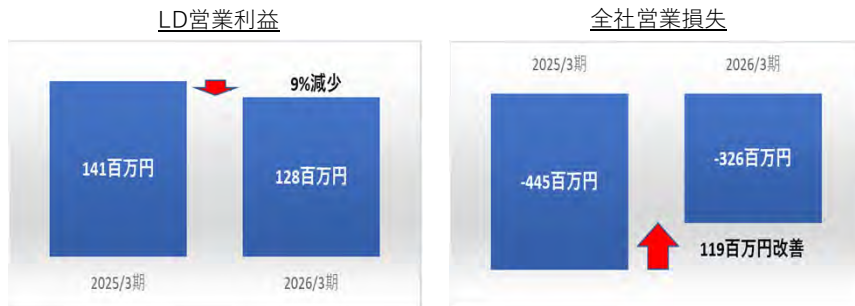 LD営業利益
9%減少
141百万円
128百万円
2025/3期
2026/3期
全社営業損失
2025/3期
2026/3期
-445百万円
-326百万円
119百万円改善